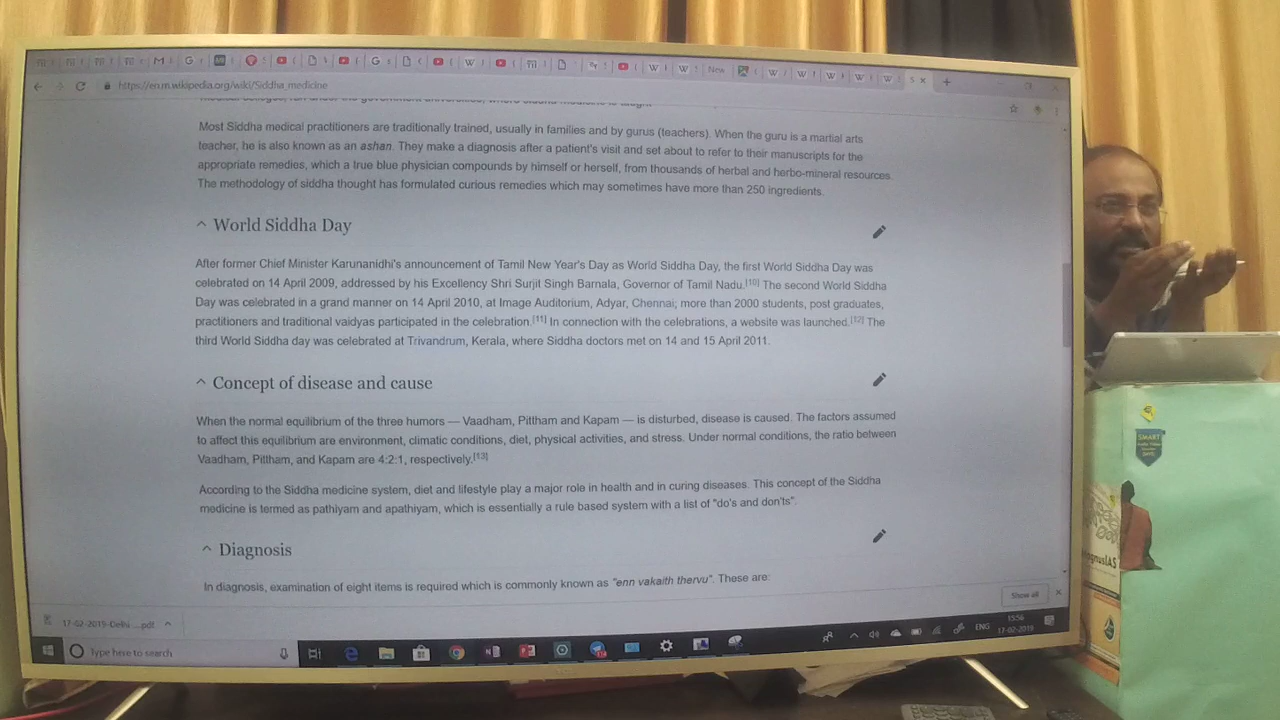 https://en.m.wikipedia.org/wiki/Siddha_medicine
Most Siddha medical practitioners are traditionally trained, usually in families and by gurus (teachers). When the guru is a martial arts
teacher, he is also known as an ashan. They make a diagnosis after a patient's visit and set about to refer to their manuscripts for the
appropriate remedies, which a true blue physician compounds by himself or herself, from thousands of herbal and herbo-mineral resources.
The methodology of siddha thought has formulated curious remedies which may sometimes have more than 250 ingredients.
World Siddha Day
After former Chief Minister Karunanidhi's announcement of Tamil New Year's Day as World Siddha Day, the first World Siddha Day was
celebrated on 14 April 2009, addressed by his Excellency Shri Surjit Singh Barnala, Governor of Tamil Nadu.[10] The second World Siddha
Day was celebrated in a grand manner on 14 April 2010, at Image Auditorium, Adyar, Chennai; more than 2000 students, post graduates,
practitioners and traditional vaidyas participated in the celebration.[11] In connection with the celebrations, a website was launched.[12] The
third World Siddha day was celebrated at Trivandrum, Kerala, where Siddha doctors met on 14 and 15 April 2011.
Concept of disease and cause
When the normal equilibrium of the three humors — Vaadham, Pittham and Kapam — is disturbed, disease is caused. The factors assumed
to affect this equilibrium are environment, climatic conditions, diet, physical activities, and stress. Under normal conditions, the ratio between
Vaadham, Pittham, and Kapam are 4:2:1, respectively.[13]
According to the Siddha medicine system, diet and lifestyle play a major role in health and in curing diseases. This concept of the Siddha
medicine is termed as pathiyam and apathiyam, which is essentially a rule based system with a list of "do's and don'ts".
Diagnosis
In diagnosis, examination of eight items is required which is commonly known as "enn vakaith thervu". These are:
Show all
17-02-2019-Delhi ....pdf
Type here to search
ENG
15:56
17-02-2019
SMART